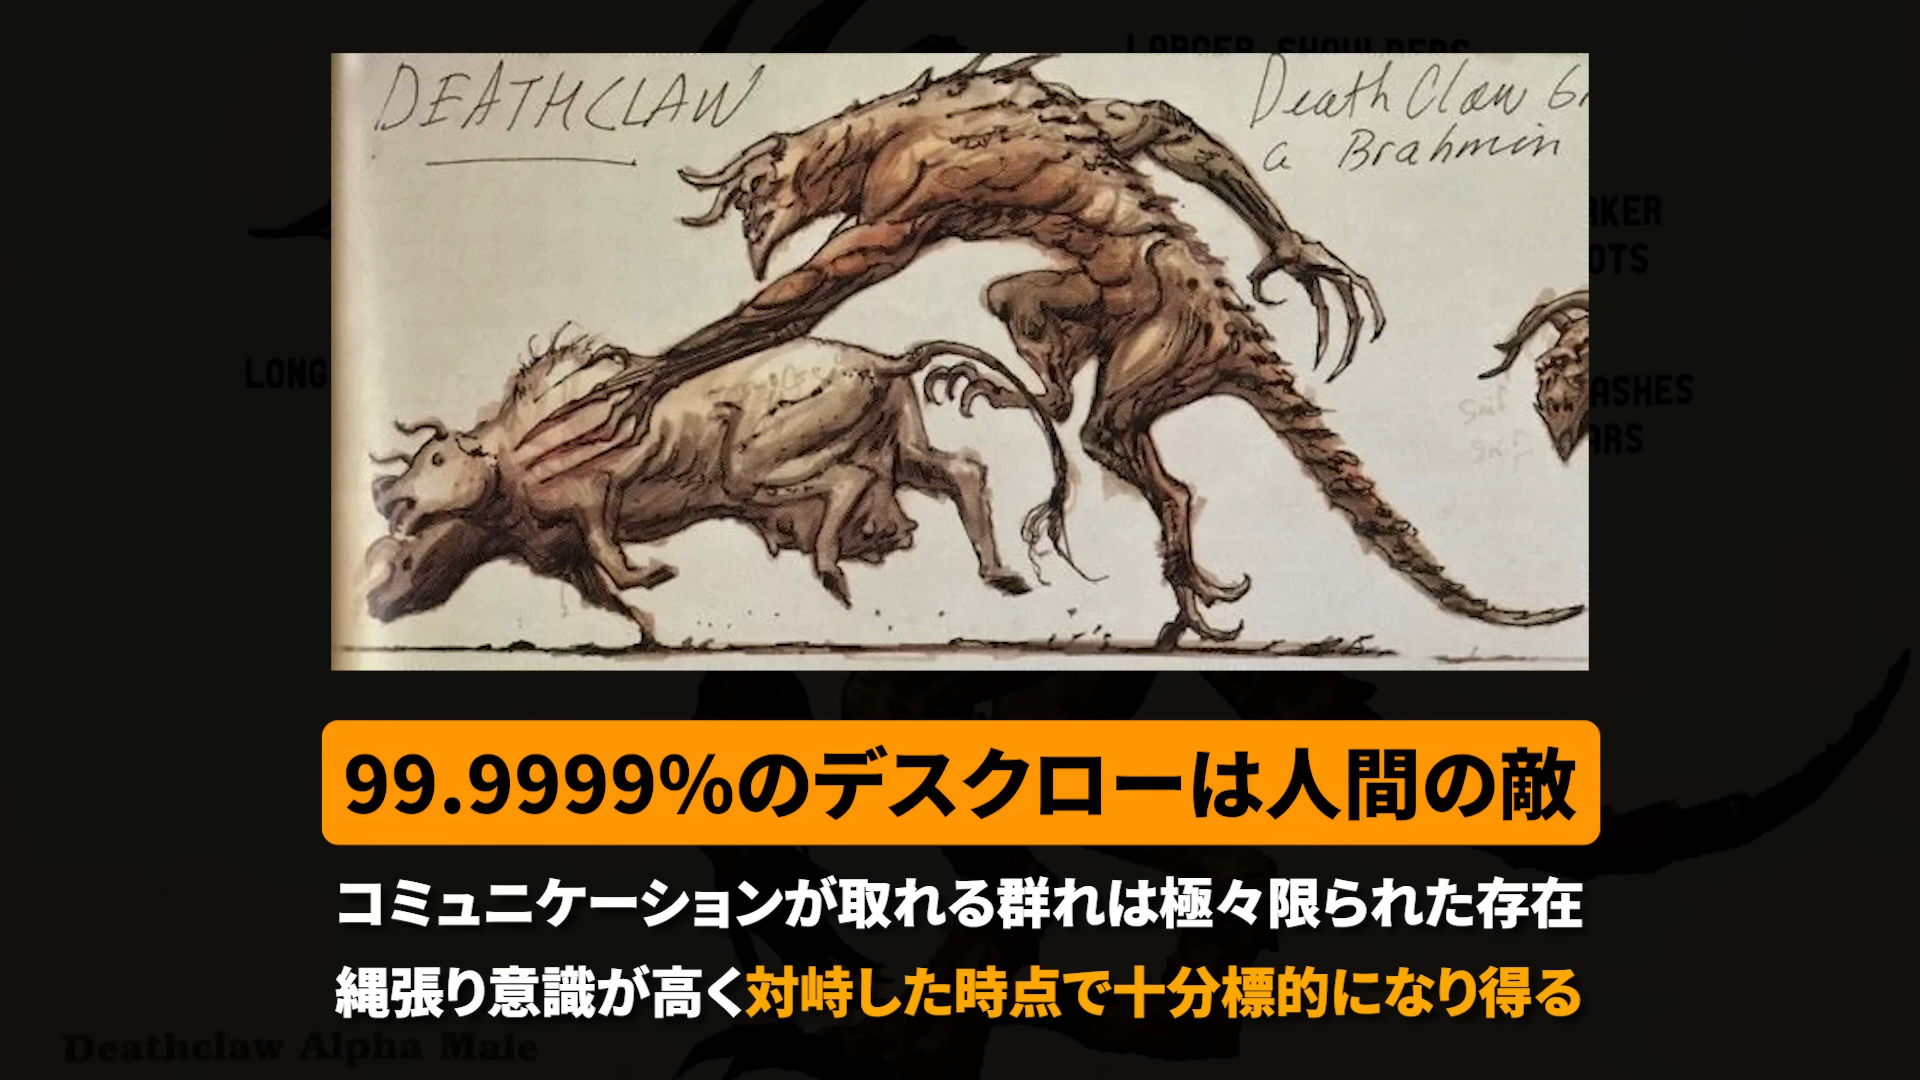 LARGER SHOULDERS
DEATHCLAW
Death Claw
a Brahmin
LONG
99.9999%のデスクローは人間の敵
コミュニケーションが取れる群れは極々限られた存在
縄張り意識が高く対峙した時点で十分標的になり得る
Deathclaw Alpha Male